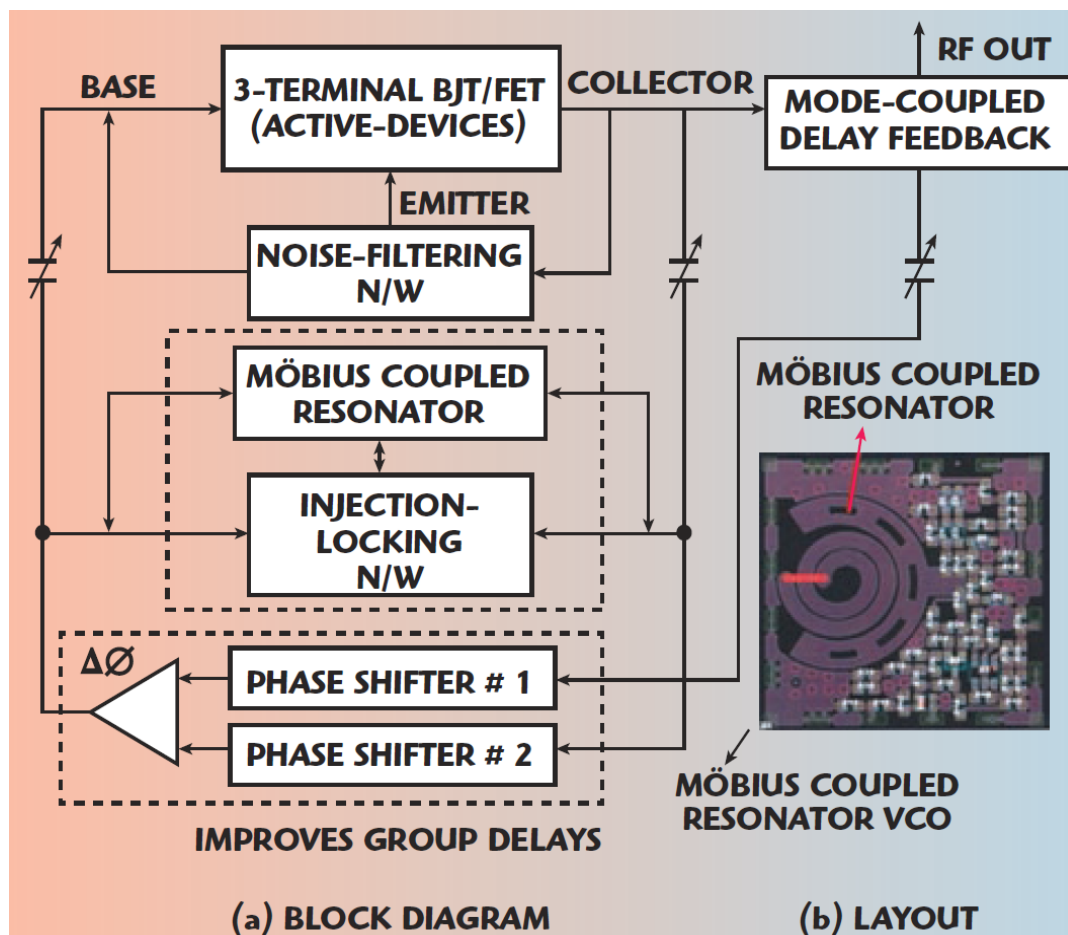 BASE
3-TERMINAL BJT/FET
(ACTIVE-DEVICES)
COLLECTOR
RF OUT
MODE-COUPLED
DELAY FEEDBACK
EMITTER
NOISE-FILTERING
N/W
MÖBIUS COUPLED
RESONATOR
INJECTION-
LOCKING
N/W
MÖBIUS COUPLED
RESONATOR
ΔØ
PHASE SHIFTER # 1
PHASE SHIFTER # 2
IMPROVES GROUP DELAYS
MÖBIUS COUPLED
RESONATOR VCO
(a) BLOCK DIAGRAM
(b) LAYOUT